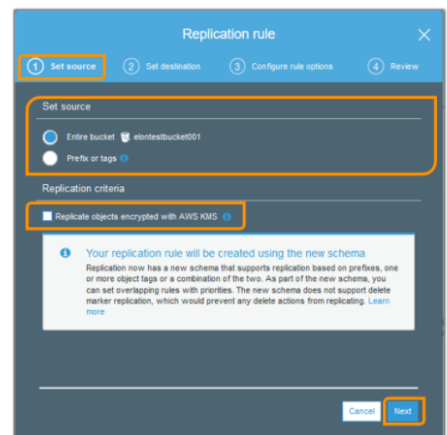 Replication rule
1 Set source 2 Set destination 3 Configure rule options 4 Review
Set source
Entire bucket elontestbucket001
Prefix or tags
Replication criteria
Replicate objects encrypted with AWS KMS
Your replication rule will be created using the new schema
Replication now has a new schema that supports replication based on prefixes, one
or more object tags or a combination of the two. As part of the new schema, you
can set overlapping rules with priorities. The new schema does not support delete
marker replication, which would prevent any delete actions from replicating. Learn
more
Cancel Next